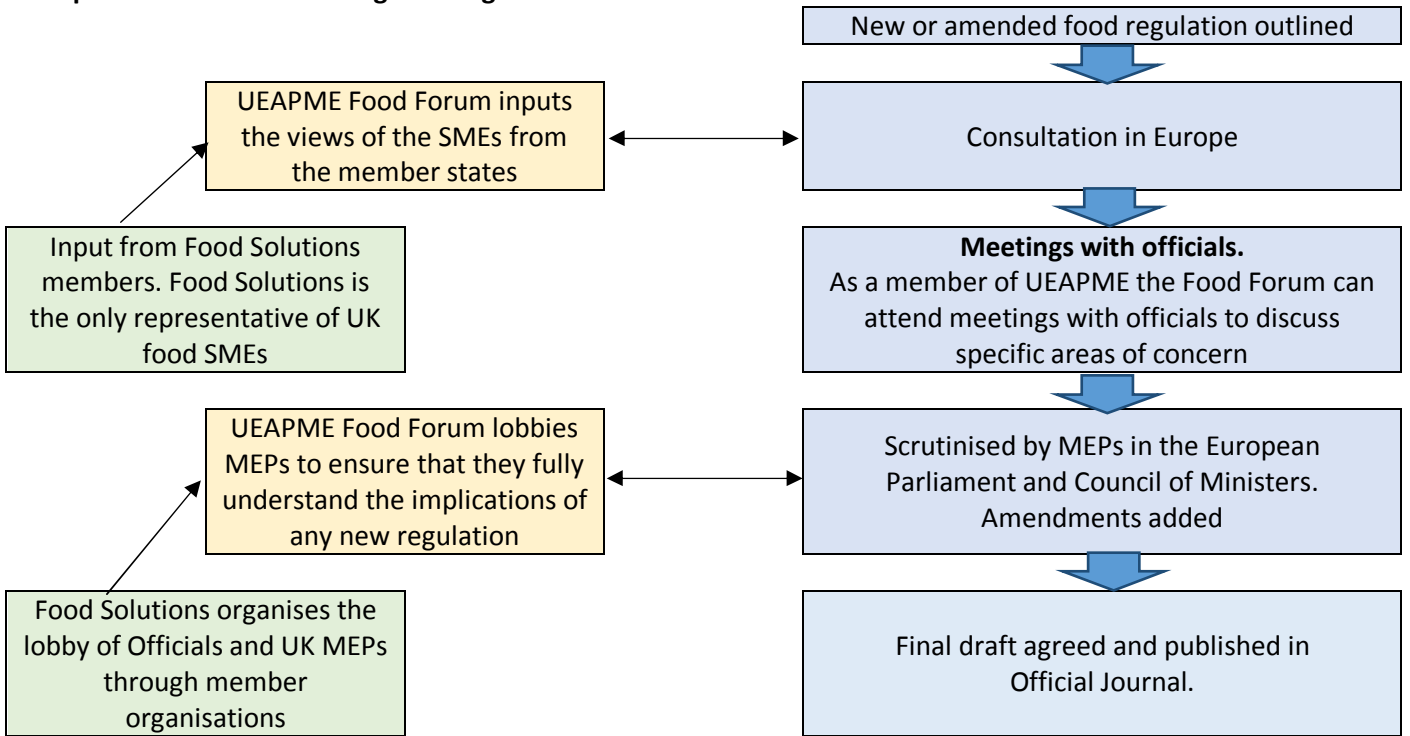 New or amended food regulation outlined
UEAPME Food Forum inputs
the views of the SMEs from
the member states
Consultation in Europe
Input from Food Solutions
members. Food Solutions is
the only representative of UK
food SMEs
Meetings with officials.
As a member of UEAPME the Food Forum can
attend meetings with officials to discuss
specific areas of concern
UEAPME Food Forum lobbies
MEPs to ensure that they fully
understand the implications of
any new regulation
Scrutinised by MEPs in the European
Parliament and Council of Ministers.
Amendments added
Food Solutions organises the
lobby of Officials and UK MEPs
through member
organisations
Final draft agreed and published in
Official Journal.